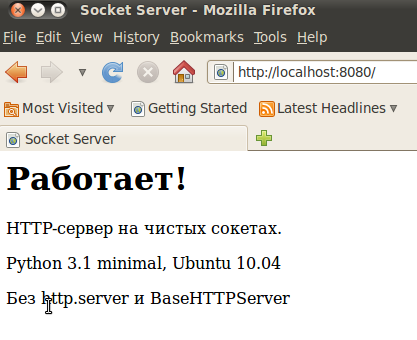 Socket Server - Mozilla Firefox
File Edit View History Bookmarks Tools Help
http://localhost:8080/
Most Visited Getting Started Latest Headlines
Socket Server
Работает!
HTTP-сервер на чистых сокетах.
Python 3.1 minimal, Ubuntu 10.04
Без http.server и BaseHTTPServer